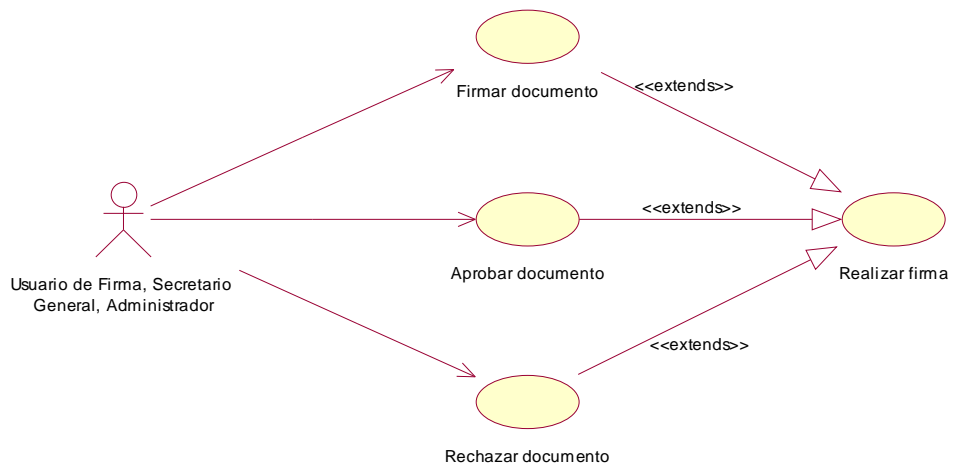 Firmar documento
<<extends>>
Usuario de Firma, Secretario
General, Administrador
Aprobar documento
<<extends>>
Realizar firma
<<extends>>
Rechazar documento